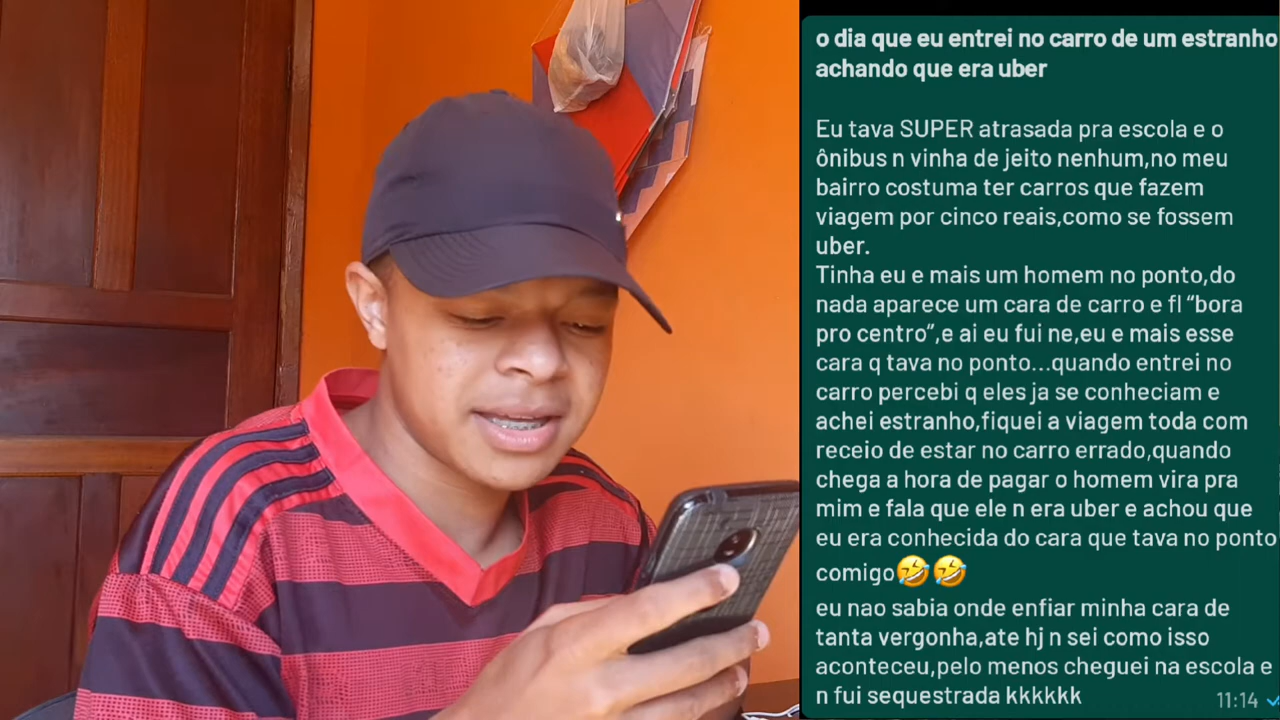 o dia que eu entrei no carro de um estranho
achando que era uber
Eu tava SUPER atrasada pra escola e o
ônibus n vinha de jeito nenhum,no meu
bairro costuma ter carros que fazem
viagem por cinco reais,como se fossem
uber.
Tinha eu e mais um homem no ponto,do
nada aparece um cara de carro e fl “bora
pro centro”,e ai eu fui ne,eu e mais esse
cara q tava no ponto...quando entrei no
carro percebi q eles ja se conheciam e
achei estranho,fiquei a viagem toda com
receio de estar no carro errado,quando
chega a hora de pagar o homem vira pra
mim e fala que ele n era uber e achou que
eu era conhecida do cara que tava no ponto
comigo🤣🤣
eu nao sabia onde enfiar minha cara de
tanta vergonha,ate hj n sei como isso
aconteceu,pelo menos cheguei na escola e
n fui sequestrada kkkkkk
11:14